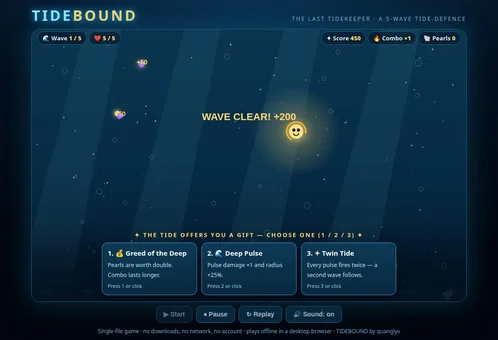 TIDEBOUND
THE LAST TIDEKEEPER · A 5-WAVE TIDE-DEFENCE
🌊 Wave 1 / 5 ❤️ 5 / 5 ✦ Score 450 🔥 Combo ×1 🐚 Pearls 0
WAVE CLEAR! +200
✦ THE TIDE OFFERS YOU A GIFT — CHOOSE ONE (1 / 2 / 3) ✦
1. 💰 Greed of the Deep
Pearls are worth double.
Combo lasts longer.
Press 1 or click
2. 🌊 Deep Pulse
Pulse damage +1 and radius
+25%.
Press 2 or click
3. ✦ Twin Tide
Every pulse fires twice — a
second wave follows.
Press 3 or click
▶ Start ⏸ Pause ↻ Replay 🔊 Sound: on
Single-file game · no downloads, no network, no account · plays offline in a desktop browser · TIDEBOUND by quanglyv